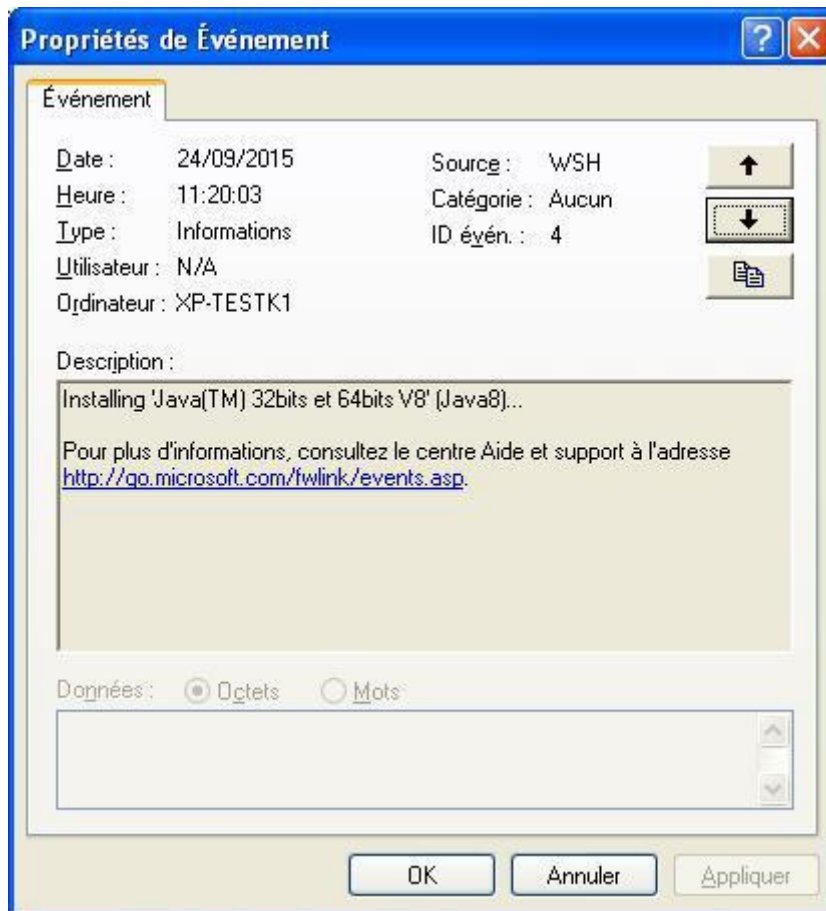 Propriétés de Événement
Événement
Date : 24/09/2015
Source : WSH
Heure : 11:20:03
Catégorie : Aucun
Type : Informations
ID évén. : 4
Utilisateur : N/A
Ordinateur : XP-TESTK1
Description :
Installing 'Java(TM) 32bits et 64bits V8' (Java8)...
Pour plus d'informations, consultez le centre Aide et support à l'adresse
http://go.microsoft.com/fwlink/events.asp.
Données : Octets Mots
OK Annuler Appliquer